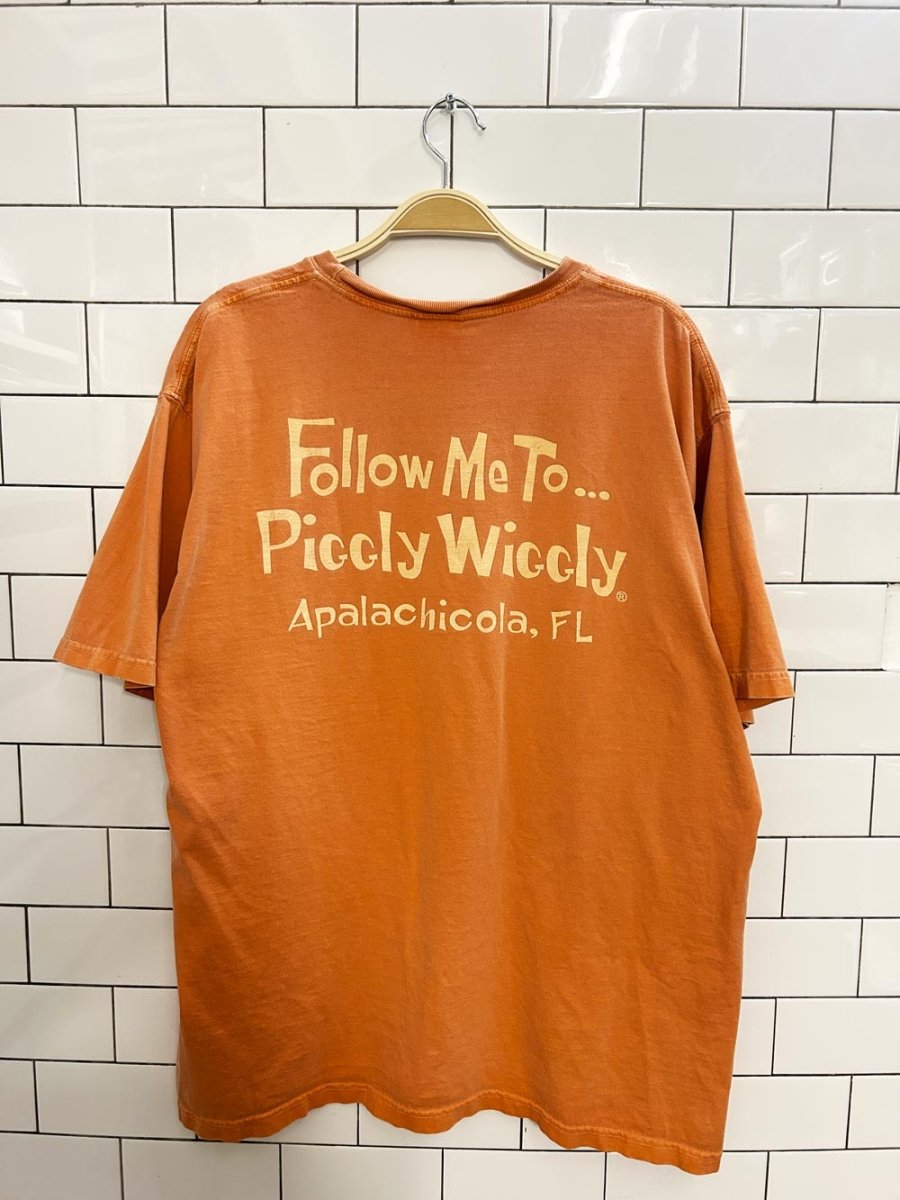 Follow Me To...
Piggly Wiggly®
Apalachicola, FL